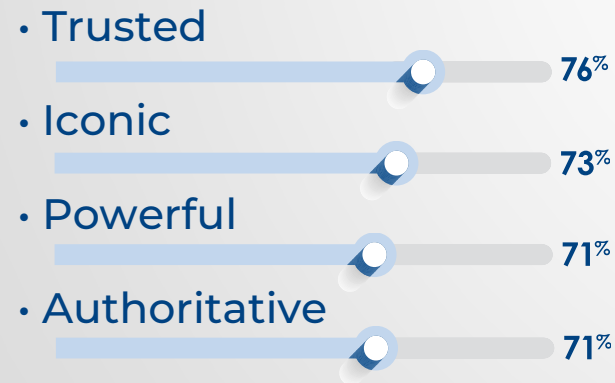 • Trusted
76%
• Iconic
73%
• Powerful
71%
• Authoritative
71%